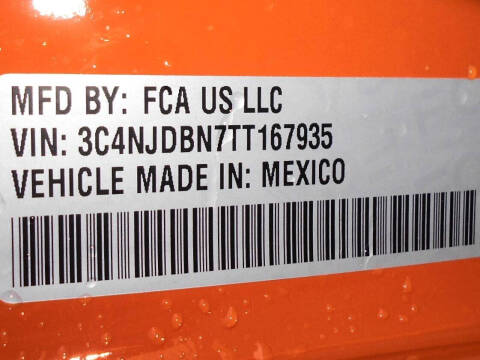 MFD BY: FCA US LLC
VIN: 3C4NJDBN7TT167935
VEHICLE MADE IN: MEXICO